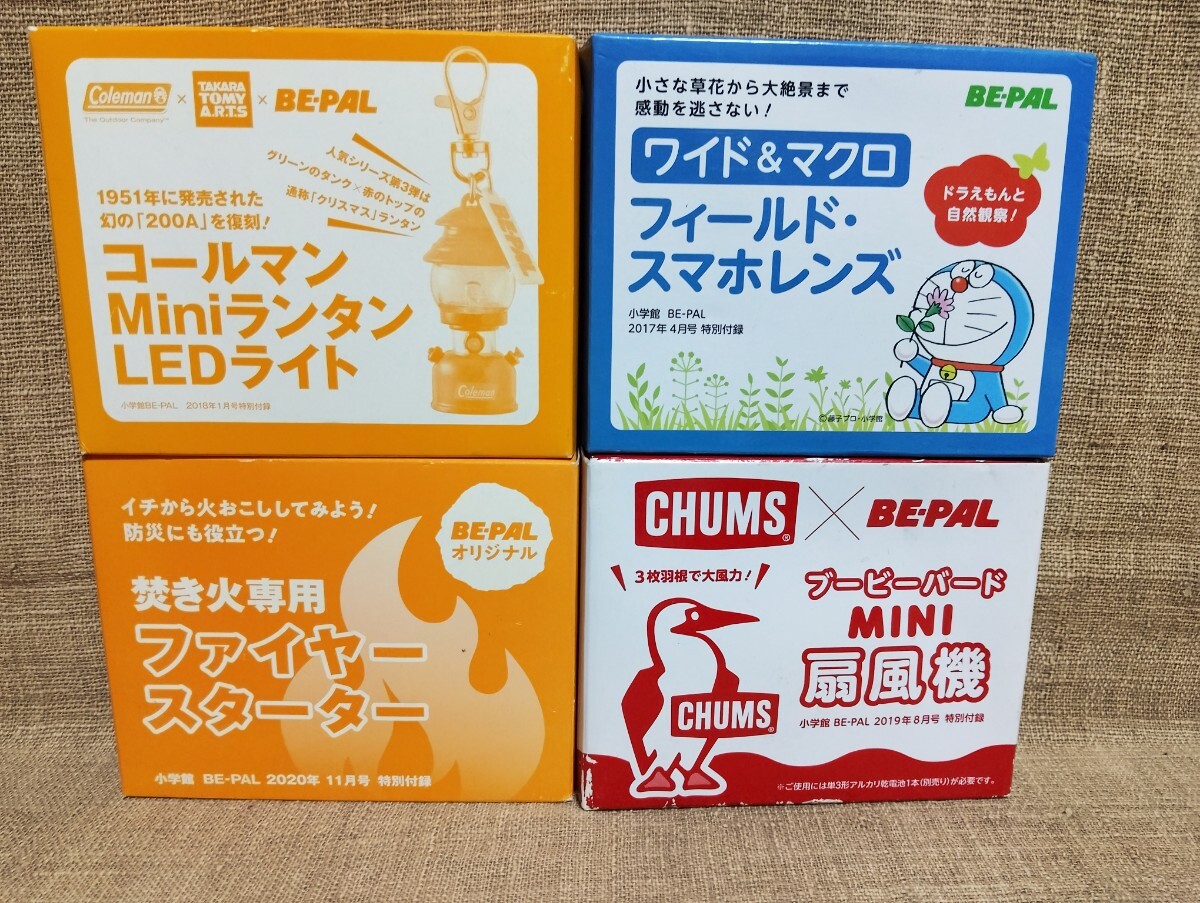 Coleman
The Outdoor Company™
×
TAKARA
TOMY
A.R.T.S
×
BE-PAL
人気シリーズ第3弾は
グリーンのタンク×赤のトップの
通称「クリスマス」ランタン
1951年に発売された
幻の「200A」を復刻!
コールマン
Miniランタン
LEDライト
BE-PAL
Coleman
小学館BE-PAL 2018年1月号特別付録
小さな草花から大絶景まで
感動を逃さない!
BE-PAL
ワイド&マクロ
フィールド・
スマホレンズ
ドラえもんと
自然観察!
小学館 BE-PAL
2017年 4月号 特別付録
©藤子プロ・小学館
イチから火おこししてみよう!
防災にも役立つ!
BE-PAL
オリジナル
焚き火専用
ファイヤー
スターター
小学館 BE-PAL 2020年 11月号 特別付録
CHUMS® × BE-PAL
3枚羽根で大風力!
ブービーバード
MINI
扇風機
CHUMS®
小学館 BE-PAL 2019年8月号 特別付録
※ご使用には単3形アルカリ乾電池1本(別売り)が必要です。